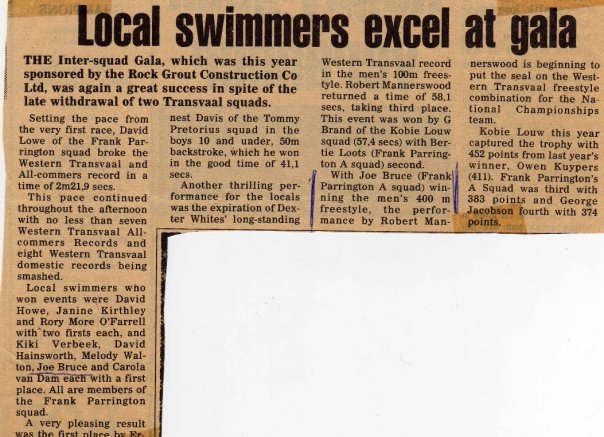 Local swimmers excel at gala
THE Inter-squad Gala, which was this year
sponsored by the Rock Grout Construction Co
Ltd, was again a great success in spite of the
late withdrawal of two Transvaal squads.
Setting the pace from
the very first race, David
Lowe of the Frank Par-
rington squad broke the
Western Transvaal and
All-commers record in a
time of 2m21,9 secs.
This pace continued
throughout the afternoon
with no less than seven
Western Transvaal All-
commers Records and
eight Western Transvaal
domestic records being
smashed.
Local swimmers who
won events were David
Howe, Janine Kirthley
and Rory More O'Farrell
with two firsts each, and
Kiki Verbeek, David
Hainsworth, Melody Wal-
ton, Joe Bruce and Carola
van Dam each with a first
place. All are members of
the Frank Parrington
squad.
A very pleasing result
was the first place by Er-
nest Davis of the Tommy
Pretorius squad in the
boys 10 and under, 50m
backstroke, which he won
in the good time of 41,1
secs.
Another thrilling per-
formance for the locals
was the expiration of Dex-
ter Whites' long-standing
Western Transvaal record
in the men's 100m frees-
tyle. Robert Mannerswood
returned a time of 58,1
secs, taking third place.
This event was won by G
Brand of the Kobie Louw
squad (57,4 secs) with Ber-
tie Loots (Frank Parring-
ton A squad) second.
With Joe Bruce (Frank
Parrington A squad) win-
ning the men's 400 m
freestyle, the perfor-
mance by Robert Man-
nerswood is beginning to
put the seal on the West-
ern Transvaal freestyle
combination for the Na-
tional Championships
team.
Kobie Louw this year
captured the trophy with
452 points from last year's
winner, Owen Kuypers
(411). Frank Parrington's
A Squad was third with
383 points and George
Jacobson fourth with 374
points.